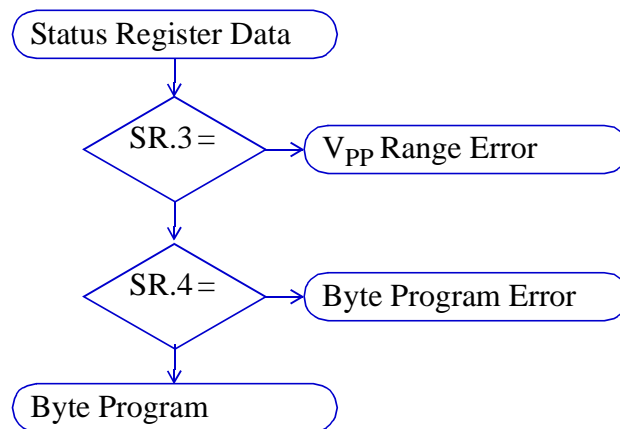 Status Register Data
SR.3 =
VPP Range Error
SR.4 =
Byte Program Error
Byte Program